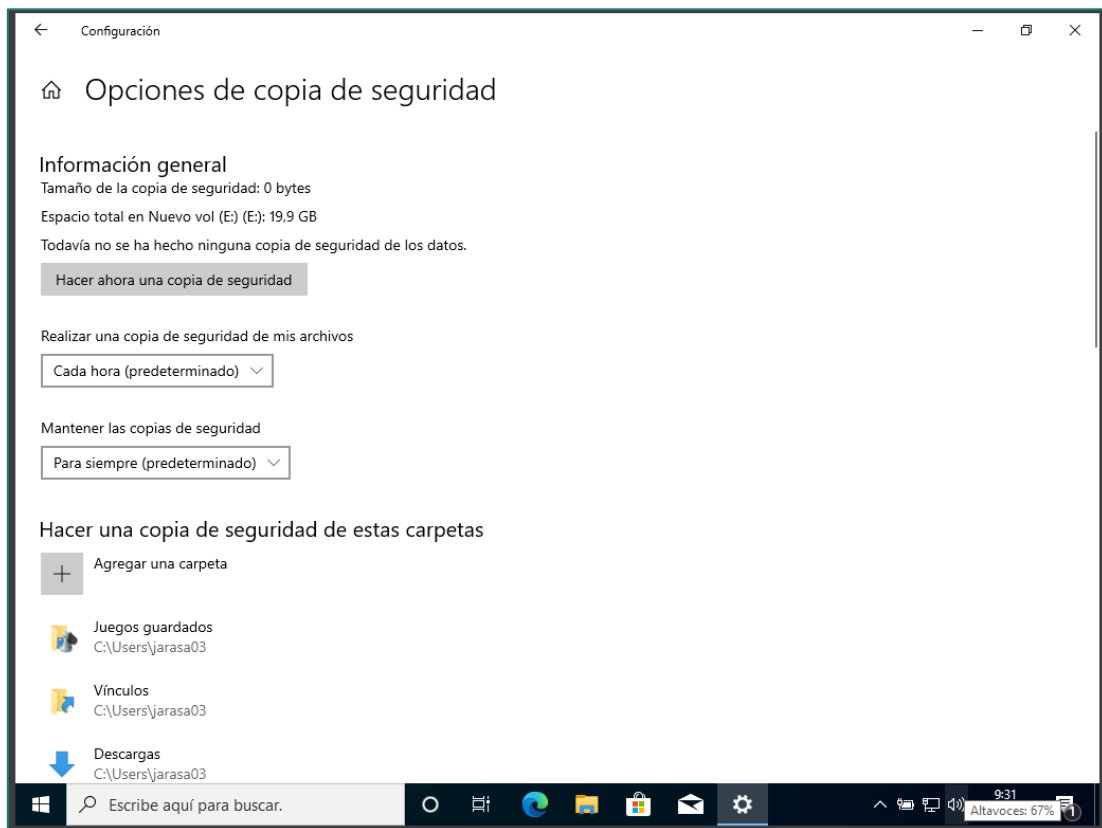 Configuración
Opciones de copia de seguridad
Información general
Tamaño de la copia de seguridad: 0 bytes
Espacio total en Nuevo vol (E:) (E:): 19,9 GB
Todavía no se ha hecho ninguna copia de seguridad de los datos.
Hacer ahora una copia de seguridad
Realizar una copia de seguridad de mis archivos
Cada hora (predeterminado)
Mantener las copias de seguridad
Para siempre (predeterminado)
Hacer una copia de seguridad de estas carpetas
Agregar una carpeta
Juegos guardados
C:\Users\jarasa03
Vínculos
C:\Users\jarasa03
Descargas
C:\Users\jarasa03
Escribe aquí para buscar.
9:31
Altavoces: 67%
1